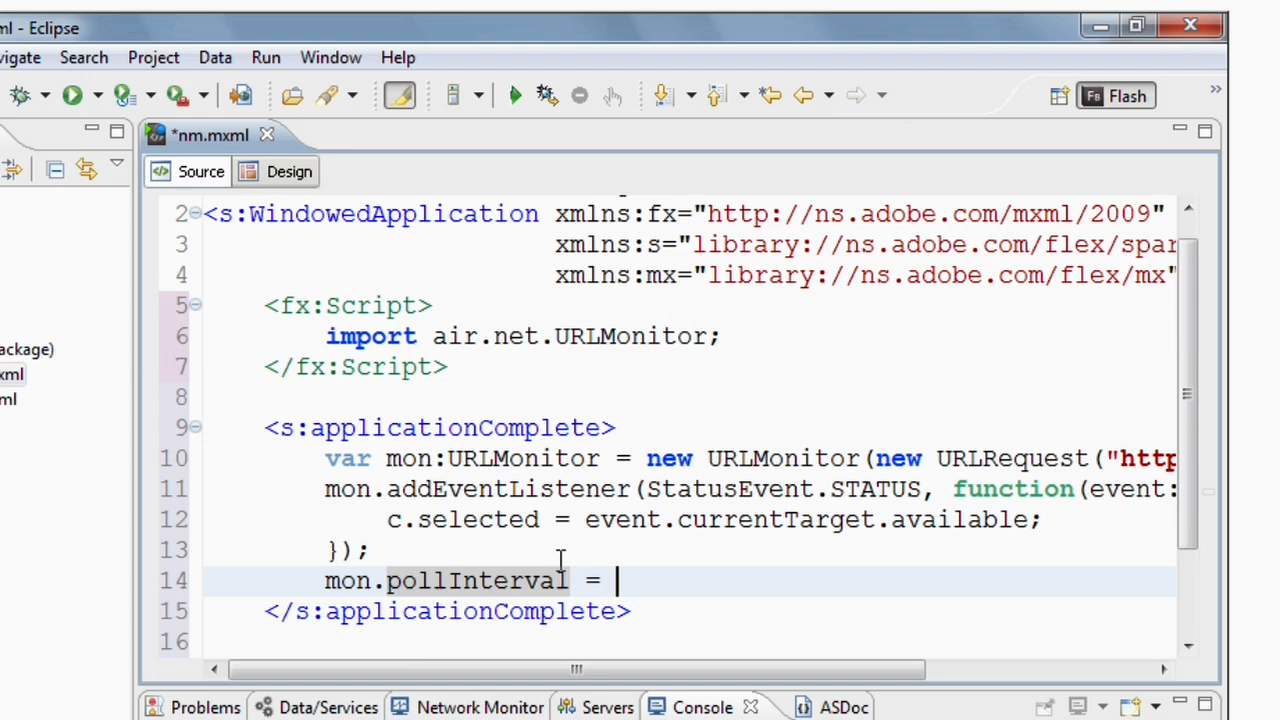 ml - Eclipse
vigate Search Project Data Run Window Help
Fb Flash
*nm.mxml
Source Design
ackage)
xml
ml
2 <s:WindowedApplication xmlns:fx="http://ns.adobe.com/mxml/2009"
3 xmlns:s="library://ns.adobe.com/flex/spar
4 xmlns:mx="library://ns.adobe.com/flex/mx"
5 <fx:Script>
6 import air.net.URLMonitor;
7 </fx:Script>
8
9 <s:applicationComplete>
10 var mon:URLMonitor = new URLMonitor(new URLRequest("http
11 mon.addEventListener(StatusEvent.STATUS, function(event:
12 c.selected = event.currentTarget.available;
13 });
14 mon.pollInterval =
15 </s:applicationComplete>
16
Problems Data/Services Network Monitor Servers Console ASDoc